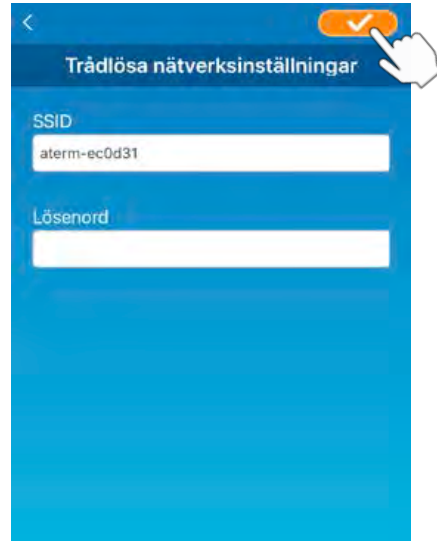 Trådlösa nätverksinställningar
SSID
aterm-ec0d31
Lösenord